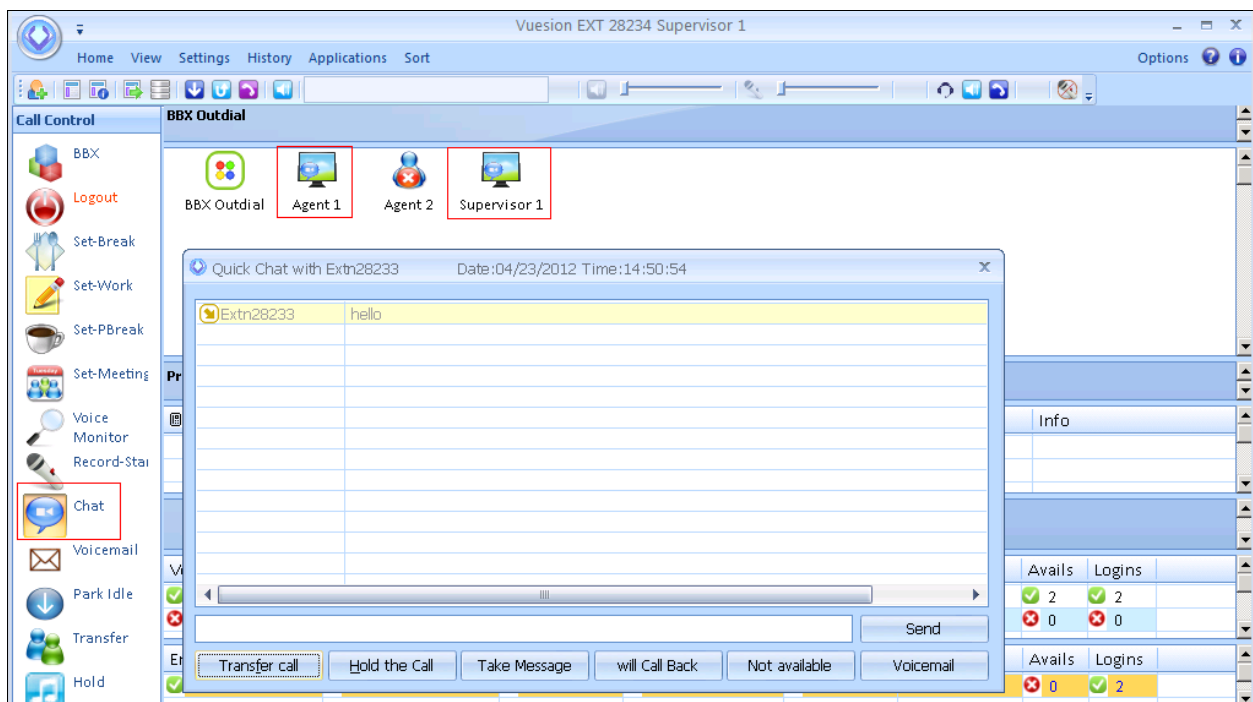 Vuesion EXT 28234 Supervisor 1
Home View Settings History Applications Sort
Options
Call Control
BBX Outdial
BBX
Logout
Set-Break
Set-Work
Set-PBreak
Set-Meeting
Voice
Monitor
Record-Star
Chat
Voicemail
Park Idle
Transfer
Hold
BBX Outdial
Agent 1
Agent 2
Supervisor 1
Quick Chat with Extn28233 Date:04/23/2012 Time:14:50:54
Extn28233 hello
Send
Transfer call Hold the Call Take Message will Call Back Not available Voicemail
Pr
Info
Avails Logins
2 2
0 0
Avails Logins
0 2